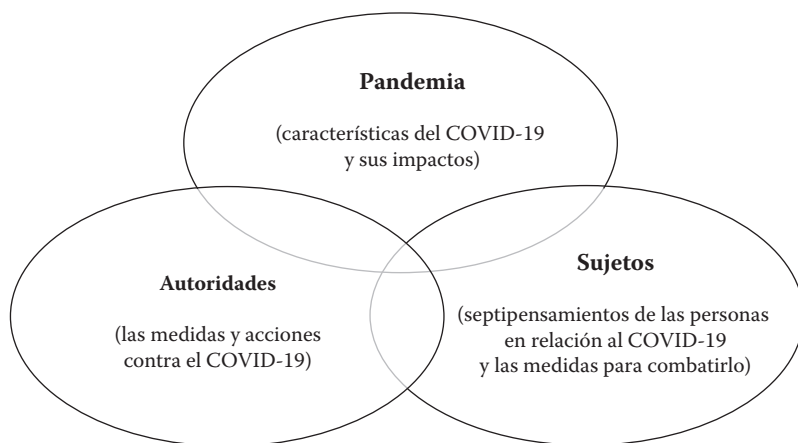 Pandemia
(características del COVID-19
y sus impactos)
Autoridades
(las medidas y acciones
contra el COVID-19)
Sujetos
(septipensamientos de las personas
en relación al COVID-19
y las medidas para combatirlo)